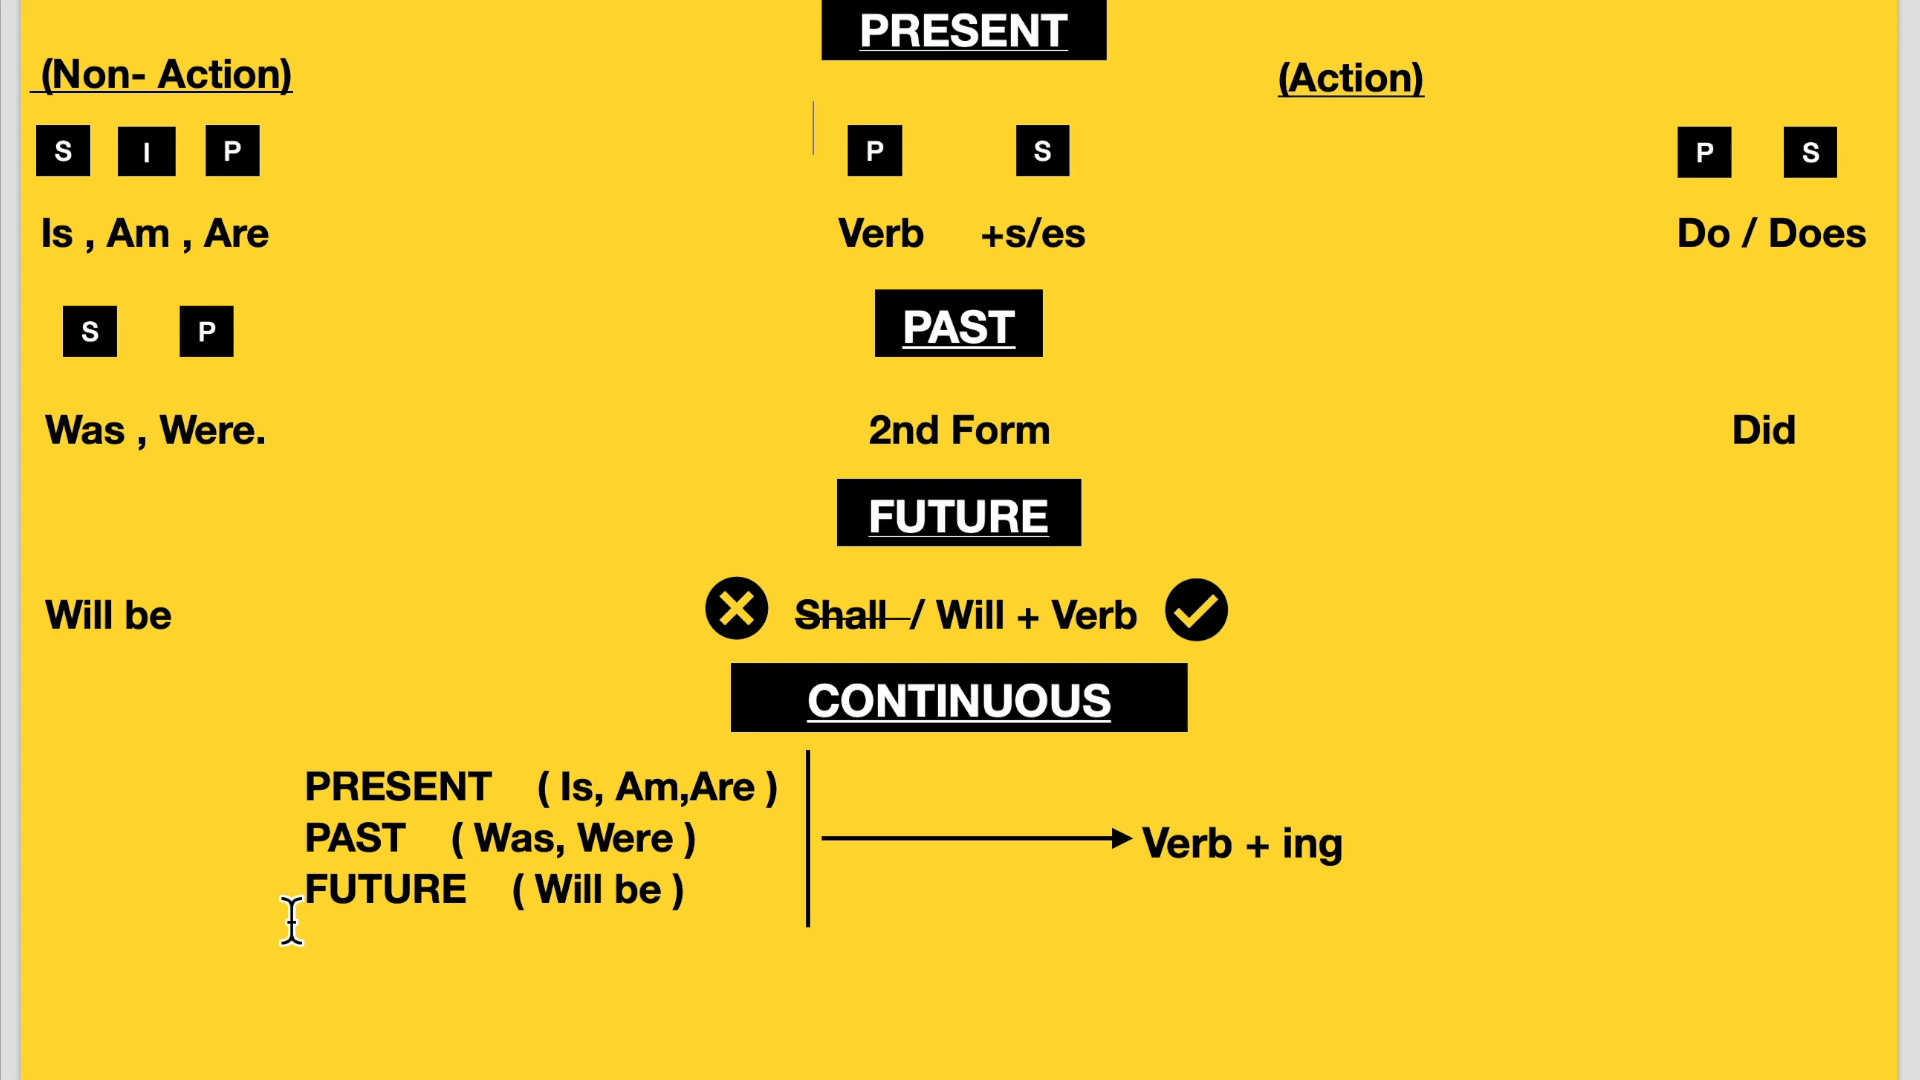 PRESENT
(Non- Action) (Action)
S I P P S P S
Is , Am , Are Verb +s/es Do / Does
S P PAST
Was , Were. 2nd Form Did
FUTURE
Will be Shall / Will + Verb
CONTINUOUS
PRESENT ( Is, Am,Are )
PAST ( Was, Were ) Verb + ing
FUTURE ( Will be )